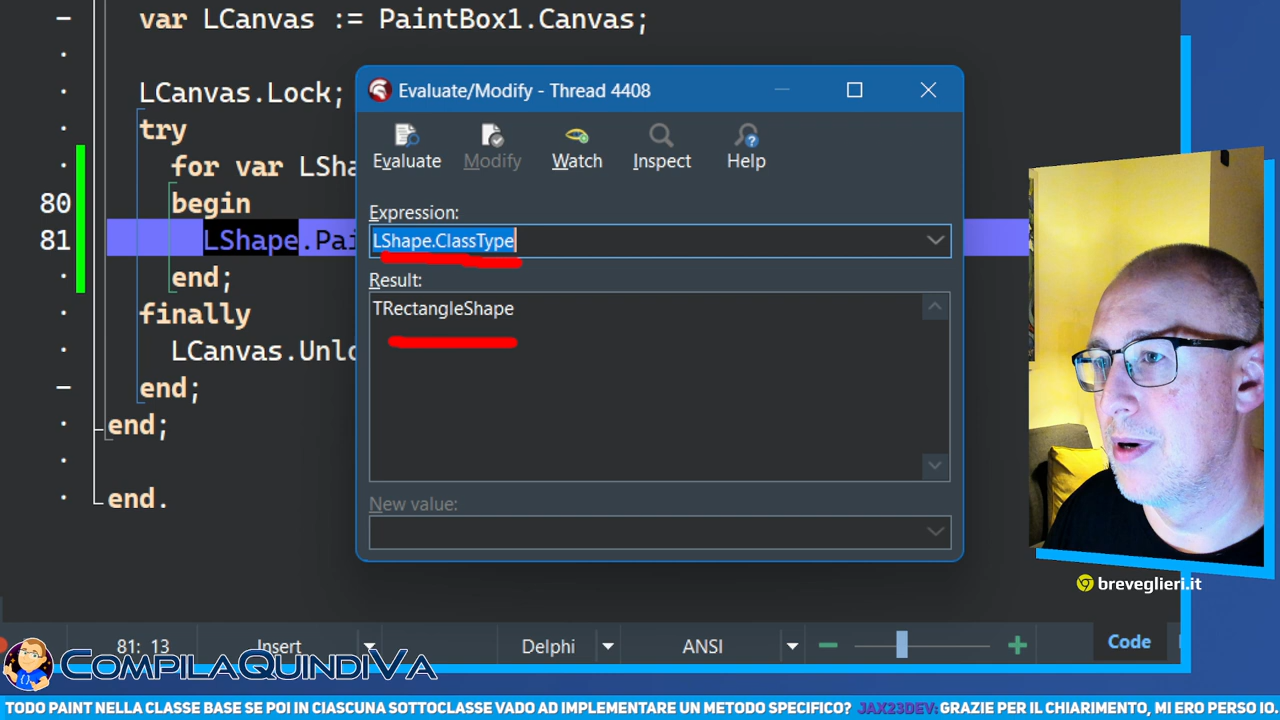 var LCanvas := PaintBox1.Canvas;
LCanvas.Lock;
try
for var LSha
80 begin
81 LShape.Pai
end;
finally
LCanvas.Unlo
end;
end;
end.
Evaluate/Modify - Thread 4408
Evaluate Modify Watch Inspect Help
Expression:
LShape.ClassType
Result:
TRectangleShape
New value:
breveglieri.it
81: 13 Insert Delphi ANSI Code
CompilaQuindiVa
TODO PAINT NELLA CLASSE BASE SE POI IN CIASCUNA SOTTOCLASSE VADO AD IMPLEMENTARE UN METODO SPECIFICO? JAX23DEV: GRAZIE PER IL CHIARIMENTO, MI ERO PERSO IO.